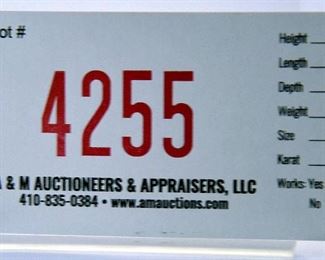 ot #
4255
A & M AUCTIONEERS & APPRAISERS, LLC
410-835-0384 • www.amauctions.com
Height
Length
Depth
Weight
Size
Karat
Works: Yes
No